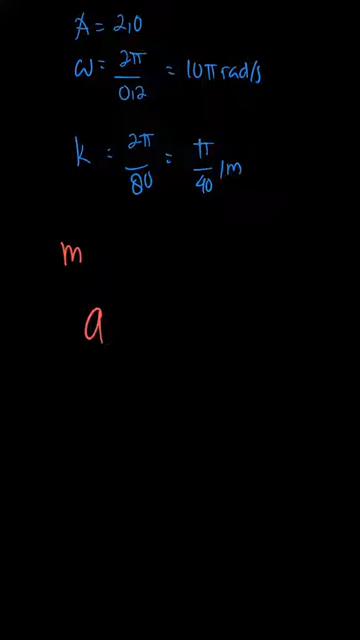 A = 2,0
ω = 2π/0,2 = 10π rad/s
k = 2π/80 = π/40 /m
m
a